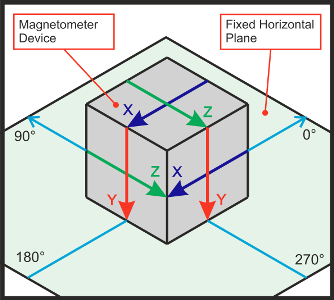 Magnetometer
Device
Fixed Horizontal
Plane
X
Z
90°
0°
Z
X
Y
Y
180°
270°